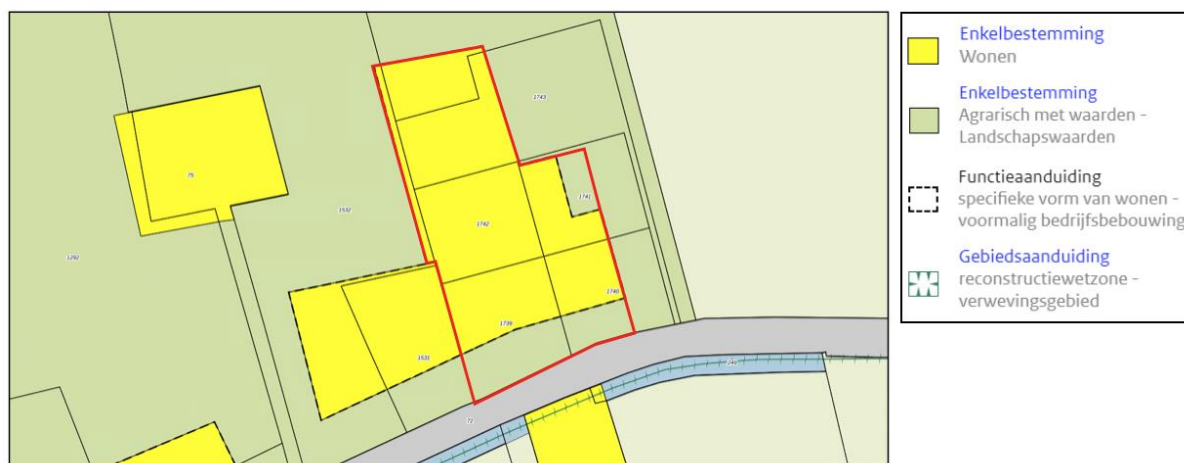 1743
1741
75
1532
1742
1292
1740
1739
1531
72
Enkelbestemming
Wonen
Enkelbestemming
Agrarisch met waarden -
Landschapswaarden
Functieaanduiding
specifieke vorm van wonen -
voormalig bedrijfsbebouwing
Gebiedsaanduiding
reconstructiewetzone -
verwevingsgebied